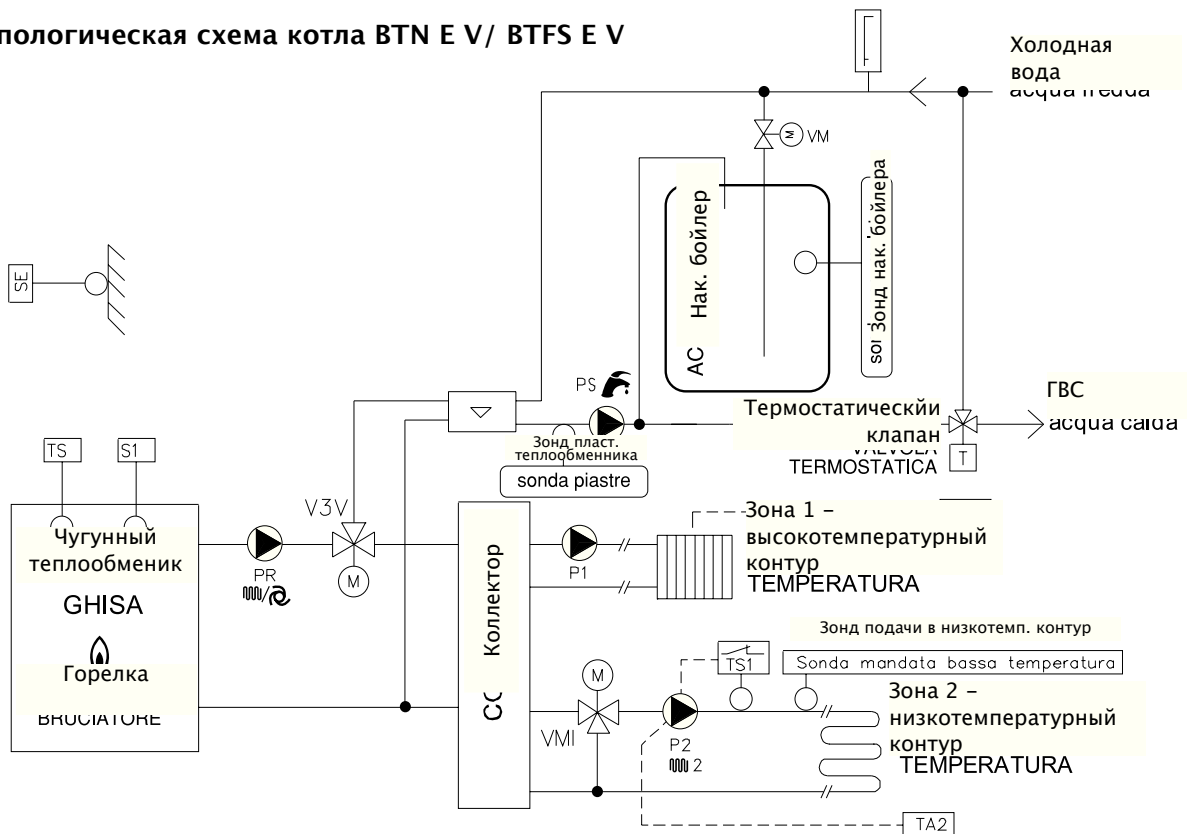 пологическая схема котла BTN E V/ BTFS E V
Холодная
вода
acqua fredda
M
VM
SE
AC
Нак. бойлер
Зонд нак. бойлера
PS
ГВС
acqua calda
Термостатическйи
клапан
VALVOLA
TERMOSTATICA
T
Зонд пласт.
теплообменника
sonda piastre
TS
S1
V3V
M
PR
Чугунный
теплообменик
GHISA
Горелка
BRUCIATORE
Коллектор
P1
Зона 1 –
высокотемпературный
контур
TEMPERATURA
Зонд подачи в низкотемп. контур
Sonda mandata bassa temperatura
TS1
M
VMI
P2
2
Зона 2 –
низкотемпературный
контур
TEMPERATURA
TA2